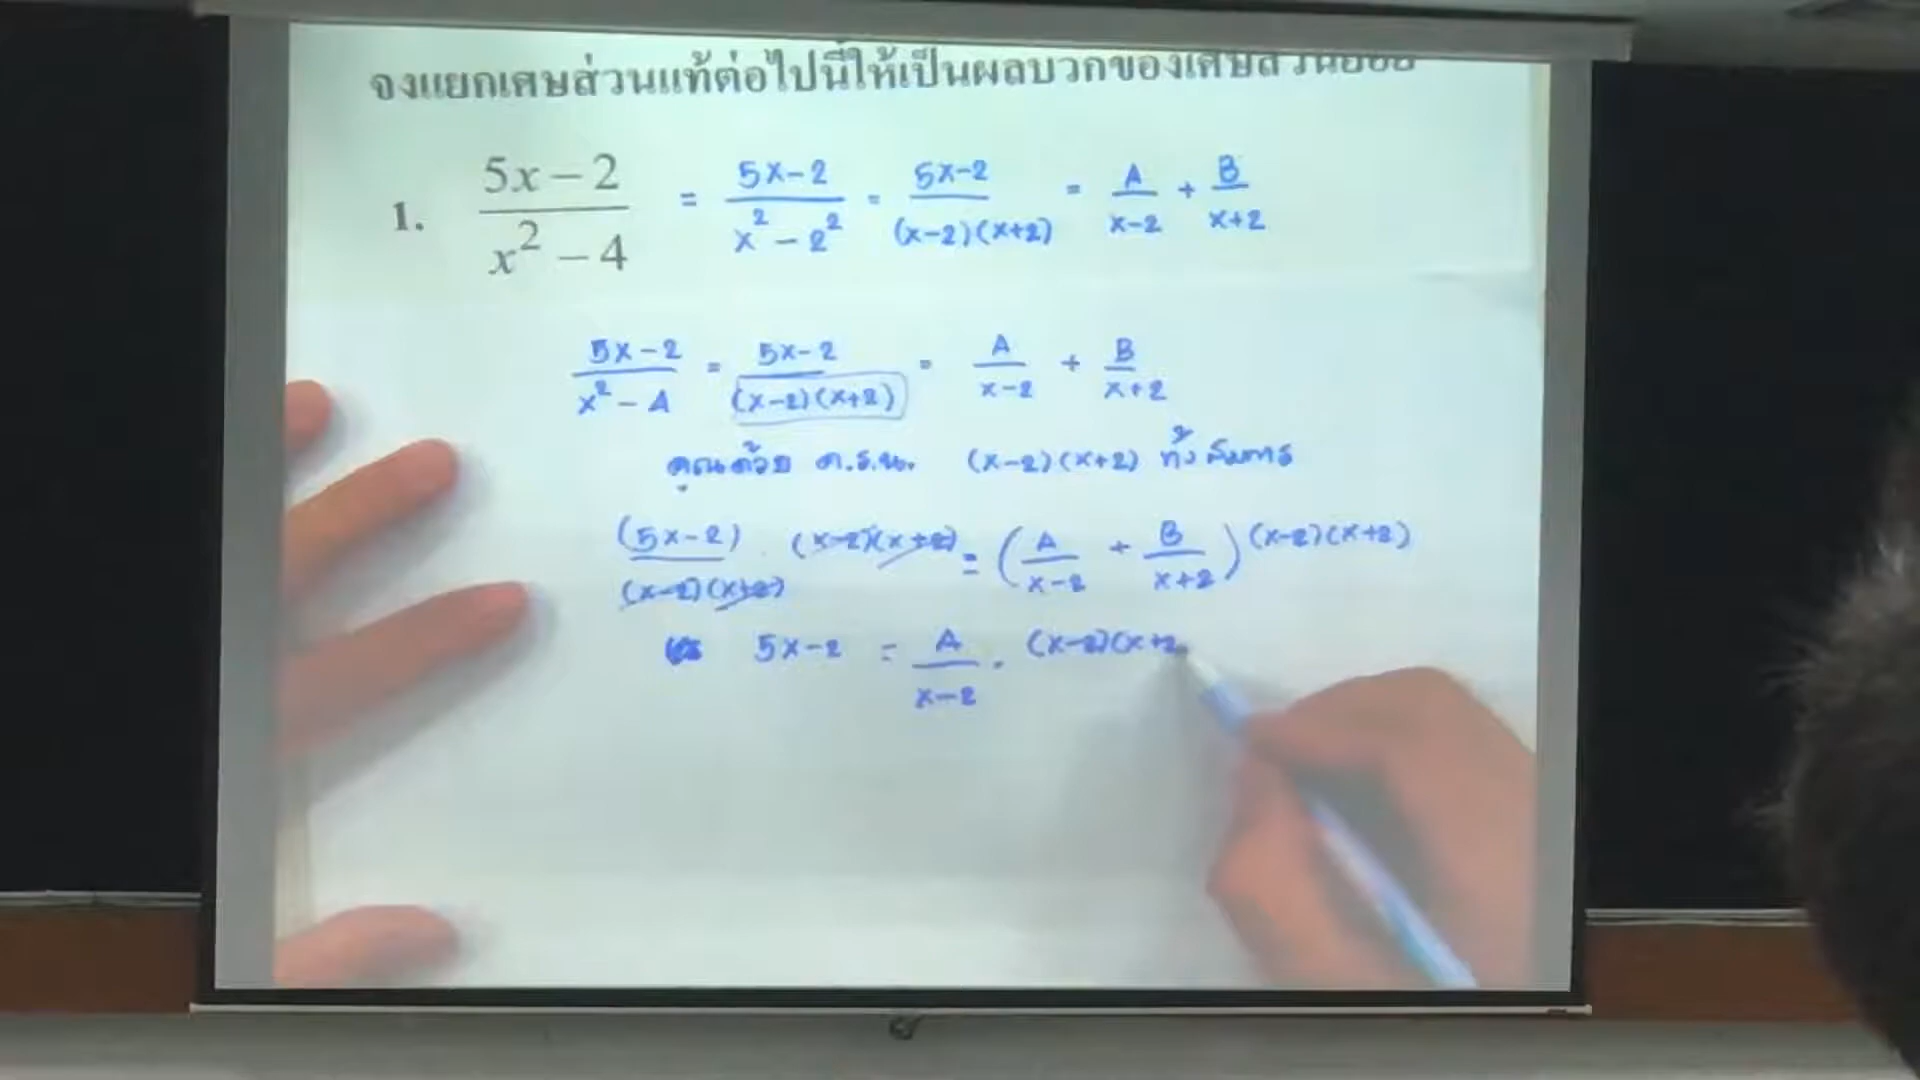 จงแยกเศษส่วนแท้ต่อไปนี้ให้เป็นผลบวกของเศษส่วนย่อย
1. (5x − 2)/(x² − 4) = (5x−2)/(x² − 2²) = (5x−2)/((x−2)(x+2)) = A/(x−2) + B/(x+2)
(5x−2)/(x² − 4) = (5x−2)/((x−2)(x+2)) = A/(x−2) + B/(x+2)
คูณด้วย ค.ร.น. (x−2)(x+2) ทั้งสมการ
(5x−2)/((x−2)(x+2)) · (x−2)(x+2) = (A/(x−2) + B/(x+2)) (x−2)(x+2)
5x−2 = A/(x−2) · (x−2)(x+2